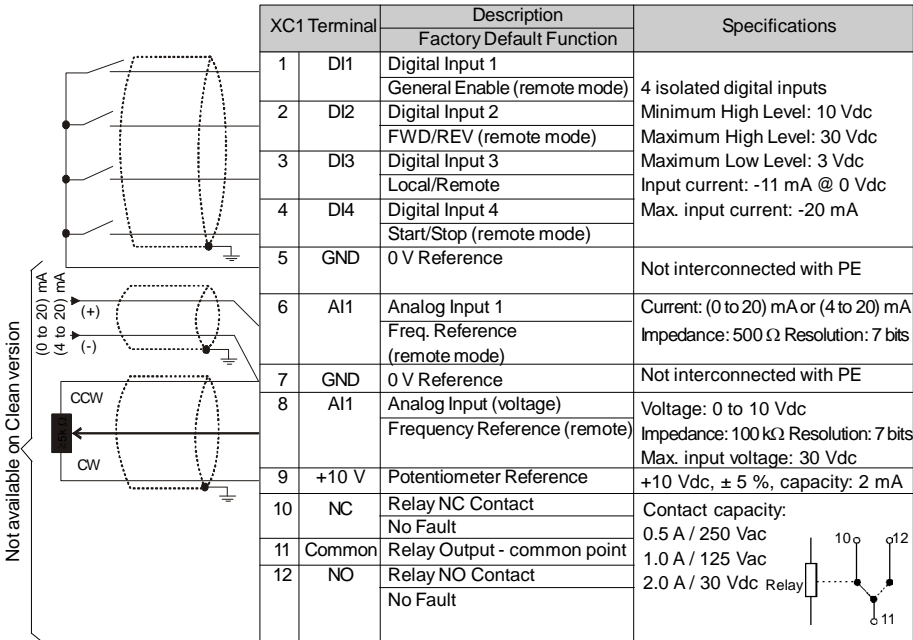 XC1 Terminal
Description
Factory Default Function
Specifications
1 DI1 Digital Input 1
General Enable (remote mode)
2 DI2 Digital Input 2
FWD/REV (remote mode)
3 DI3 Digital Input 3
Local/Remote
4 DI4 Digital Input 4
Start/Stop (remote mode)
4 isolated digital inputs
Minimum High Level: 10 Vdc
Maximum High Level: 30 Vdc
Maximum Low Level: 3 Vdc
Input current: -11 mA @ 0 Vdc
Max. input current: -20 mA
5 GND 0 V Reference
Not interconnected with PE
6 AI1 Analog Input 1
Freq. Reference
(remote mode)
Current: (0 to 20) mA or (4 to 20) mA
Impedance: 500 Ω Resolution: 7 bits
7 GND 0 V Reference
Not interconnected with PE
8 AI1 Analog Input (voltage)
Frequency Reference (remote)
Voltage: 0 to 10 Vdc
Impedance: 100 kΩ Resolution: 7 bits
Max. input voltage: 30 Vdc
9 +10 V Potentiometer Reference
+10 Vdc, ± 5 %, capacity: 2 mA
10 NC Relay NC Contact
No Fault
11 Common Relay Output - common point
12 NO Relay NO Contact
No Fault
Contact capacity:
0.5 A / 250 Vac
1.0 A / 125 Vac
2.0 A / 30 Vdc
Relay
10
12
11
Not available on Clean version
(0 to 20) mA
(4 to 20) mA
(+)
(-)
CCW
CW